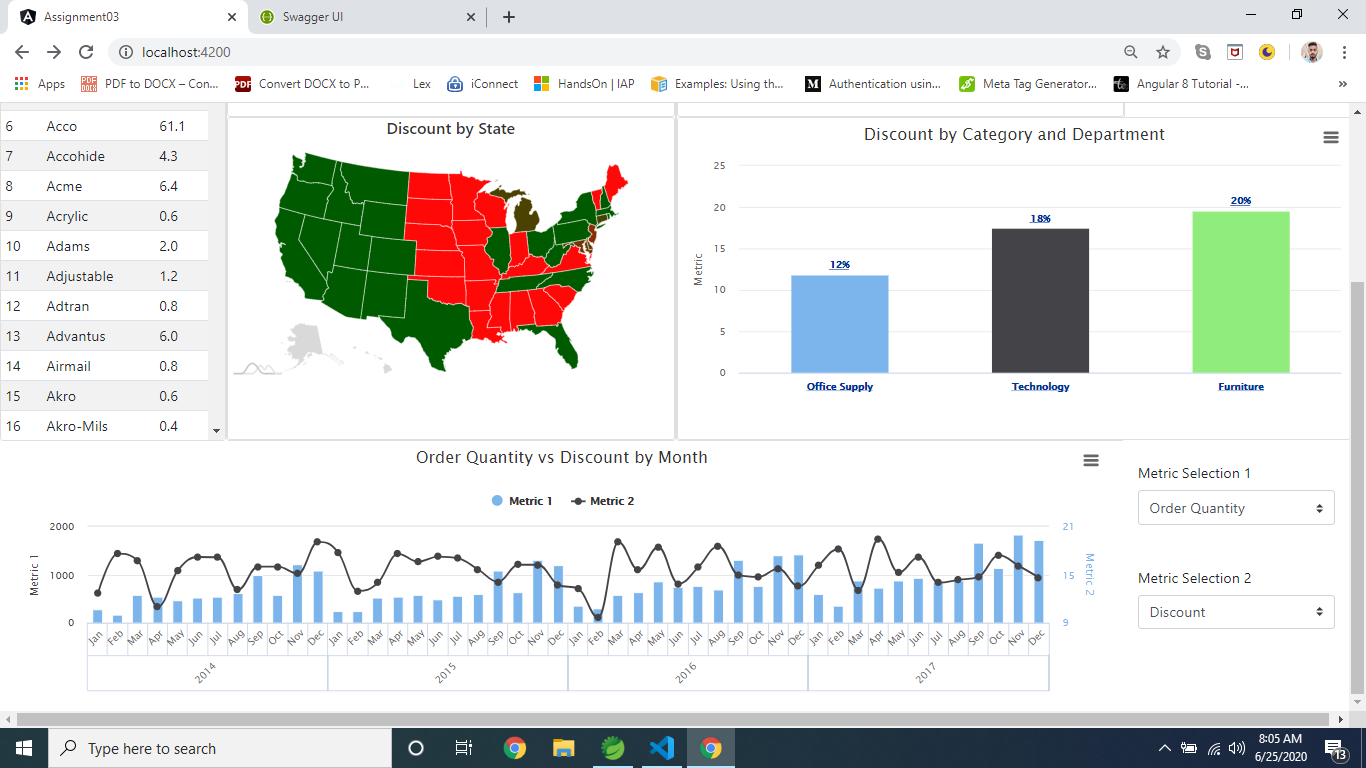 Assignment03
Swagger UI
localhost:4200
Apps
PDF to DOCX – Con...
Convert DOCX to P...
Lex
iConnect
HandsOn | IAP
Examples: Using th...
Authentication usin...
Meta Tag Generator...
Angular 8 Tutorial -...
»
6 Acco 61.1
7 Accohide 4.3
8 Acme 6.4
9 Acrylic 0.6
10 Adams 2.0
11 Adjustable 1.2
12 Adtran 0.8
13 Advantus 6.0
14 Airmail 0.8
15 Akro 0.6
16 Akro-Mils 0.4
Discount by State
Discount by Category and Department
Metric
25
20
15
10
5
0
12%
18%
20%
Office Supply
Technology
Furniture
Order Quantity vs Discount by Month
Metric 1
Metric 2
Metric 1
2000
1000
0
21
15
9
Metric 2
Jan Feb Mar Apr May Jun Jul Aug Sep Oct Nov Dec Jan Feb Mar Apr May Jun Jul Aug Sep Oct Nov Dec Jan Feb Mar Apr May Jun Jul Aug Sep Oct Nov Dec Jan Feb Mar Apr May Jun Jul Aug Sep Oct Nov Dec
2014 2015 2016 2017
Metric Selection 1
Order Quantity
Metric Selection 2
Discount
Type here to search
8:05 AM
6/25/2020
13